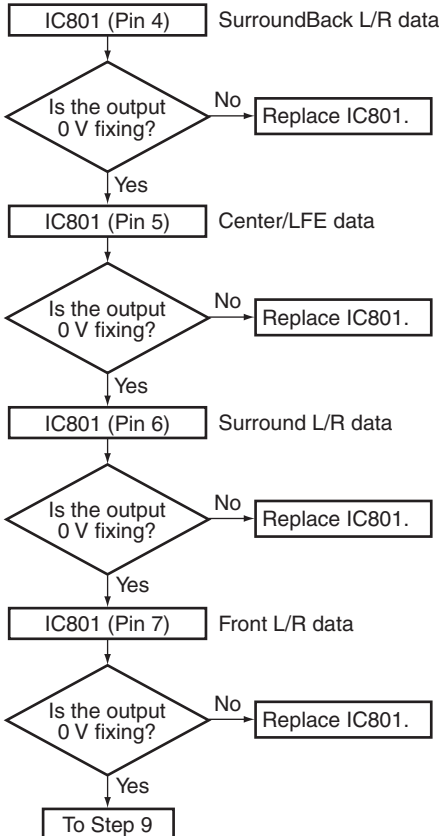 IC801 (Pin 4) SurroundBack L/R data
Is the output
0 V fixing?
No
Replace IC801.
Yes
IC801 (Pin 5) Center/LFE data
Is the output
0 V fixing?
No
Replace IC801.
Yes
IC801 (Pin 6) Surround L/R data
Is the output
0 V fixing?
No
Replace IC801.
Yes
IC801 (Pin 7) Front L/R data
Is the output
0 V fixing?
No
Replace IC801.
Yes
To Step 9